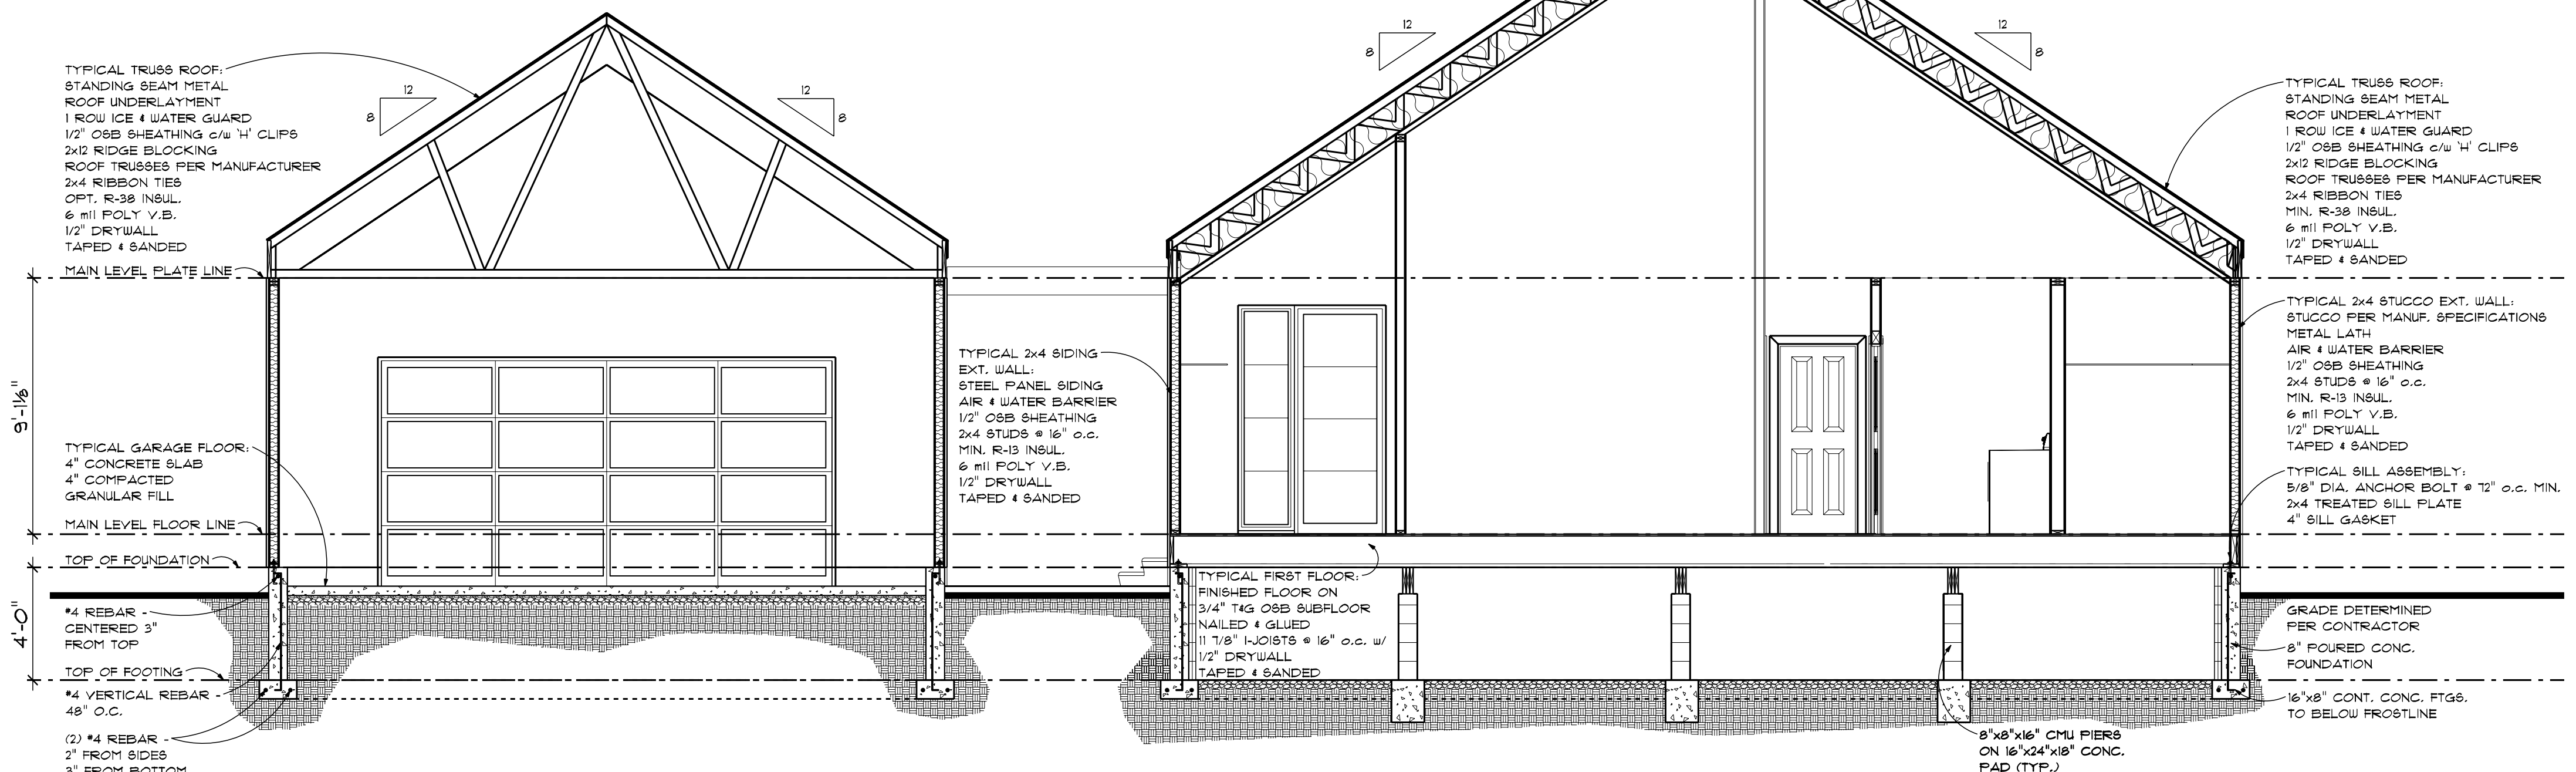 TYPICAL TRUSS ROOF:
STANDING SEAM METAL
ROOF UNDERLAYMENT
1 ROW ICE & WATER GUARD
1/2" OSB SHEATHING c/w 'H' CLIPS
2x12 RIDGE BLOCKING
ROOF TRUSSES PER MANUFACTURER
2x4 RIBBON TIES
OPT. R-38 INSUL.
6 mil POLY V.B.
1/2" DRYWALL
TAPED & SANDED
MAIN LEVEL PLATE LINE
9'-1 1/8"
TYPICAL GARAGE FLOOR:
4" CONCRETE SLAB
4" COMPACTED
GRANULAR FILL
MAIN LEVEL FLOOR LINE
TOP OF FOUNDATION
4'-0"
#4 REBAR -
CENTERED 3"
FROM TOP
TOP OF FOOTING
#4 VERTICAL REBAR -
48" O.C.
(2) #4 REBAR -
2" FROM SIDES
3" FROM BOTTOM
12
8
12
8
TYPICAL 2x4 SIDING
EXT. WALL:
STEEL PANEL SIDING
AIR & WATER BARRIER
1/2" OSB SHEATHING
2x4 STUDS @ 16" o.c.
MIN. R-13 INSUL.
6 mil POLY V.B.
1/2" DRYWALL
TAPED & SANDED
12
8
12
8
TYPICAL FIRST FLOOR:
FINISHED FLOOR ON
3/4" T&G OSB SUBFLOOR
NAILED & GLUED
11 7/8" I-JOISTS @ 16" o.c. w/
1/2" DRYWALL
TAPED & SANDED
8"x8"x16" CMU PIERS
ON 16"x24"x18" CONC.
PAD (TYP.)
TYPICAL TRUSS ROOF:
STANDING SEAM METAL
ROOF UNDERLAYMENT
1 ROW ICE & WATER GUARD
1/2" OSB SHEATHING c/w 'H' CLIPS
2x12 RIDGE BLOCKING
ROOF TRUSSES PER MANUFACTURER
2x4 RIBBON TIES
MIN. R-38 INSUL.
6 mil POLY V.B.
1/2" DRYWALL
TAPED & SANDED
TYPICAL 2x4 STUCCO EXT. WALL:
STUCCO PER MANUF. SPECIFICATIONS
METAL LATH
AIR & WATER BARRIER
1/2" OSB SHEATHING
2x4 STUDS @ 16" o.c.
MIN. R-13 INSUL.
6 mil POLY V.B.
1/2" DRYWALL
TAPED & SANDED
TYPICAL SILL ASSEMBLY:
5/8" DIA. ANCHOR BOLT @ 72" o.c. MIN.
2x4 TREATED SILL PLATE
4" SILL GASKET
GRADE DETERMINED
PER CONTRACTOR
8" POURED CONC.
FOUNDATION
16"x8" CONT. CONC. FTGS.
TO BELOW FROSTLINE